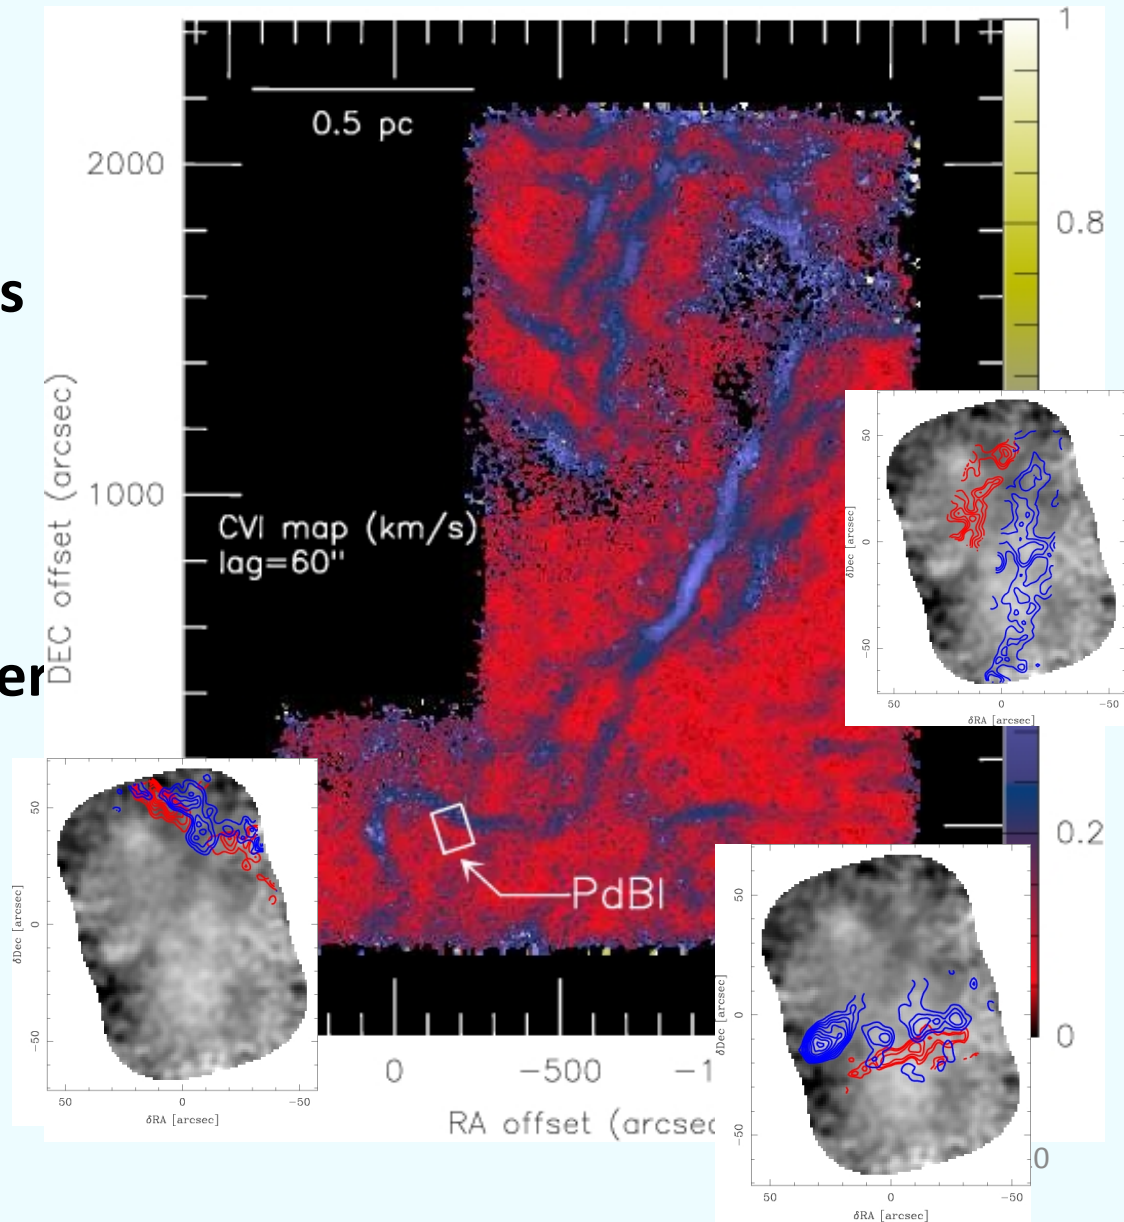 1
0.5 pc
2000
0.8
s
1000
CVI map (km/s)
lag=60"
DEC offset (arcsec)
50
0
−50
δDec [arcsec]
50
0
−50
δRA [arcsec]
er
0.2
PdBI
50
0
−50
δDec [arcsec]
50
0
−50
δRA [arcsec]
0
0
−500
−1
RA offset (arcsec
50
0
−50
δDec [arcsec]
50
0
−50
δRA [arcsec]
0